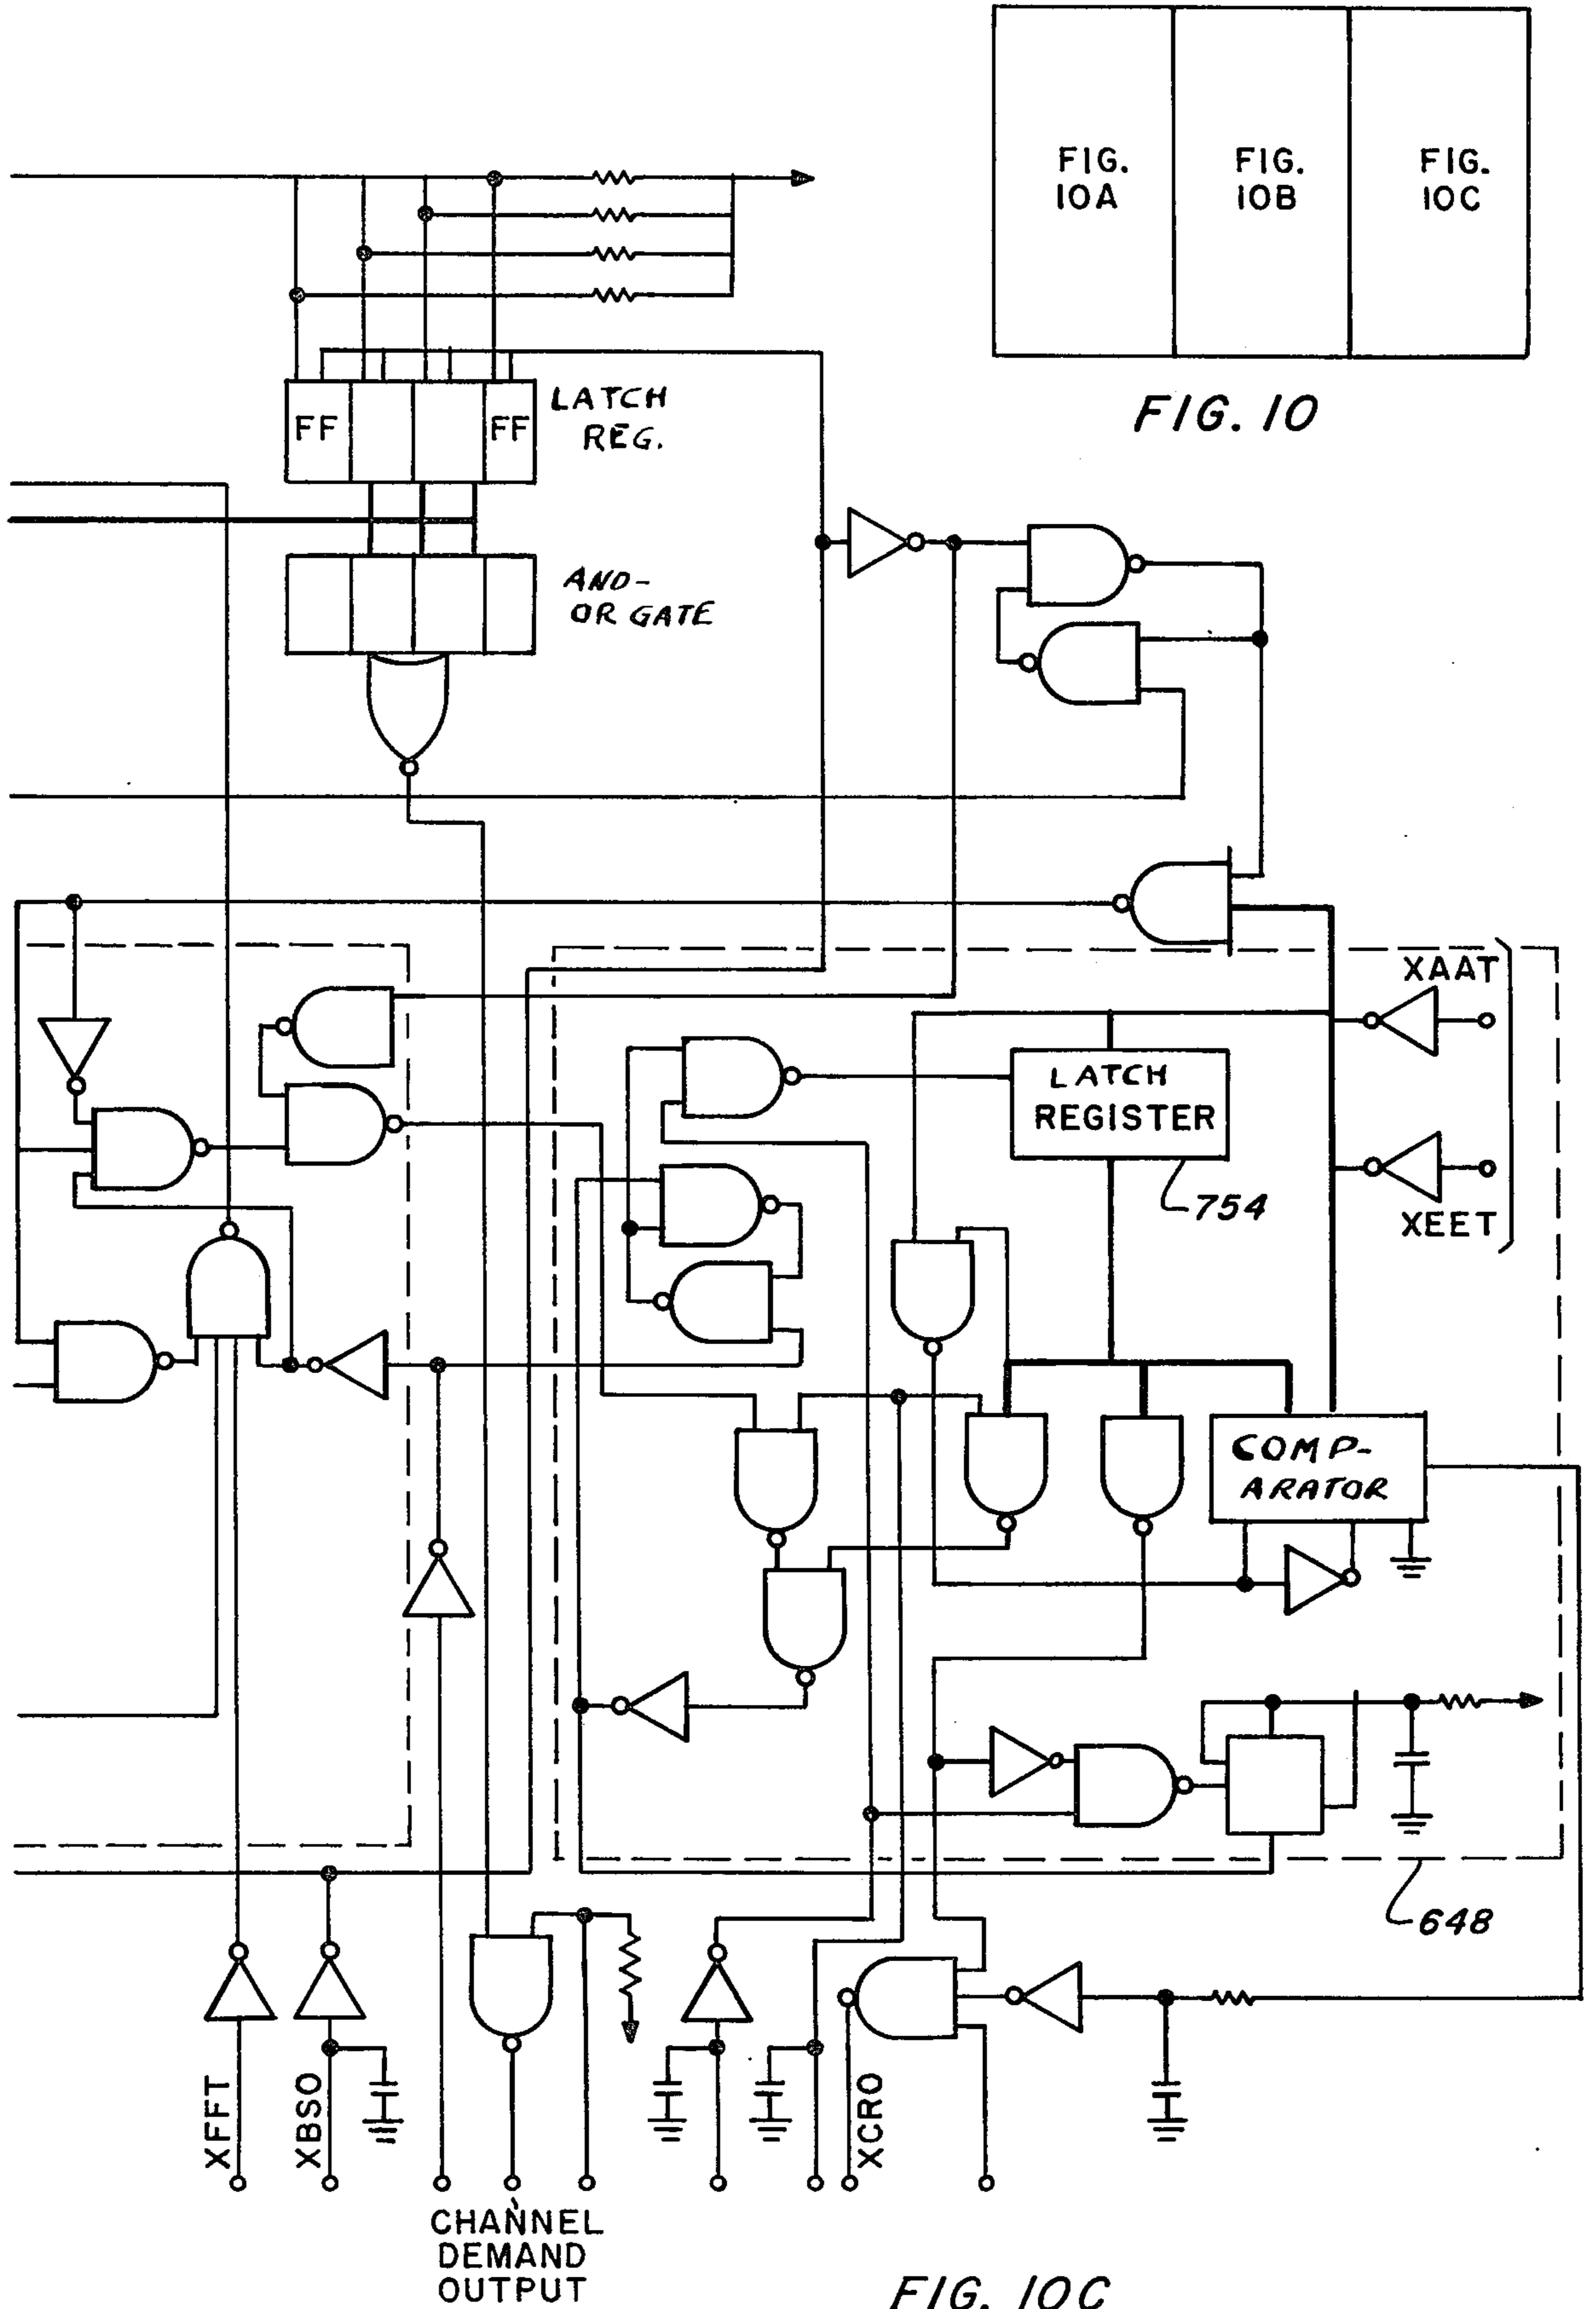 FIG.
10A
FIG.
10B
FIG.
10C
FIG. 10
FF
FF
LATCH
REG.
AND-
OR GATE
XAAT
LATCH
REGISTER
754
XEET
COMP-
ARATOR
648
XFFT
XBSO
XCRO
CHANNEL
DEMAND
OUTPUT
FIG. 10C